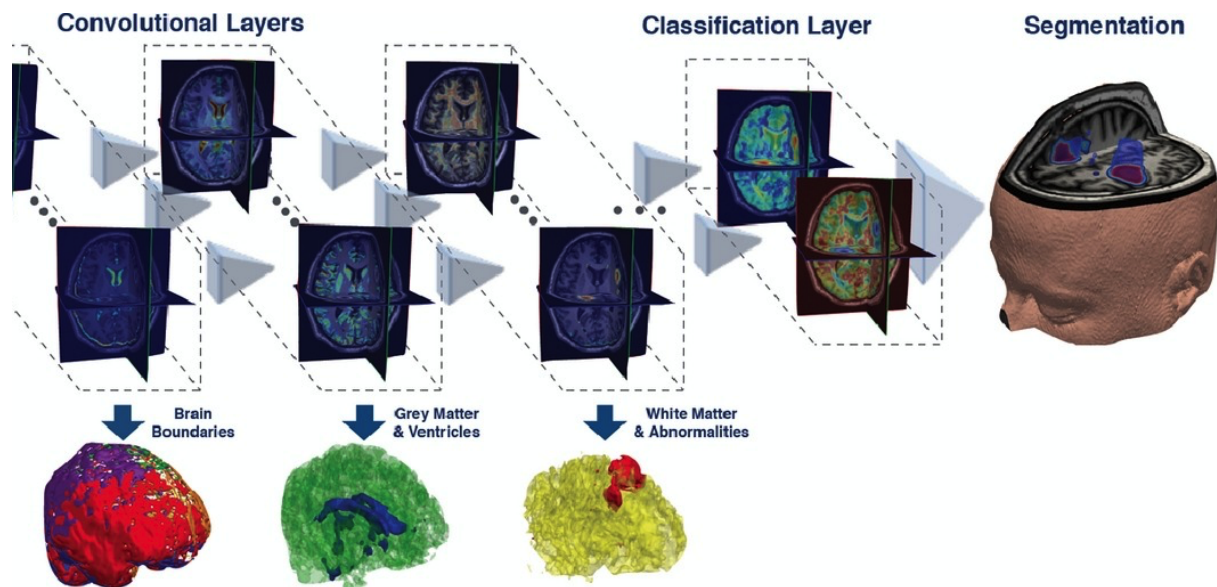 Convolutional Layers
Classification Layer
Segmentation
Brain
Boundaries
Grey Matter
& Ventricles
White Matter
& Abnormalities